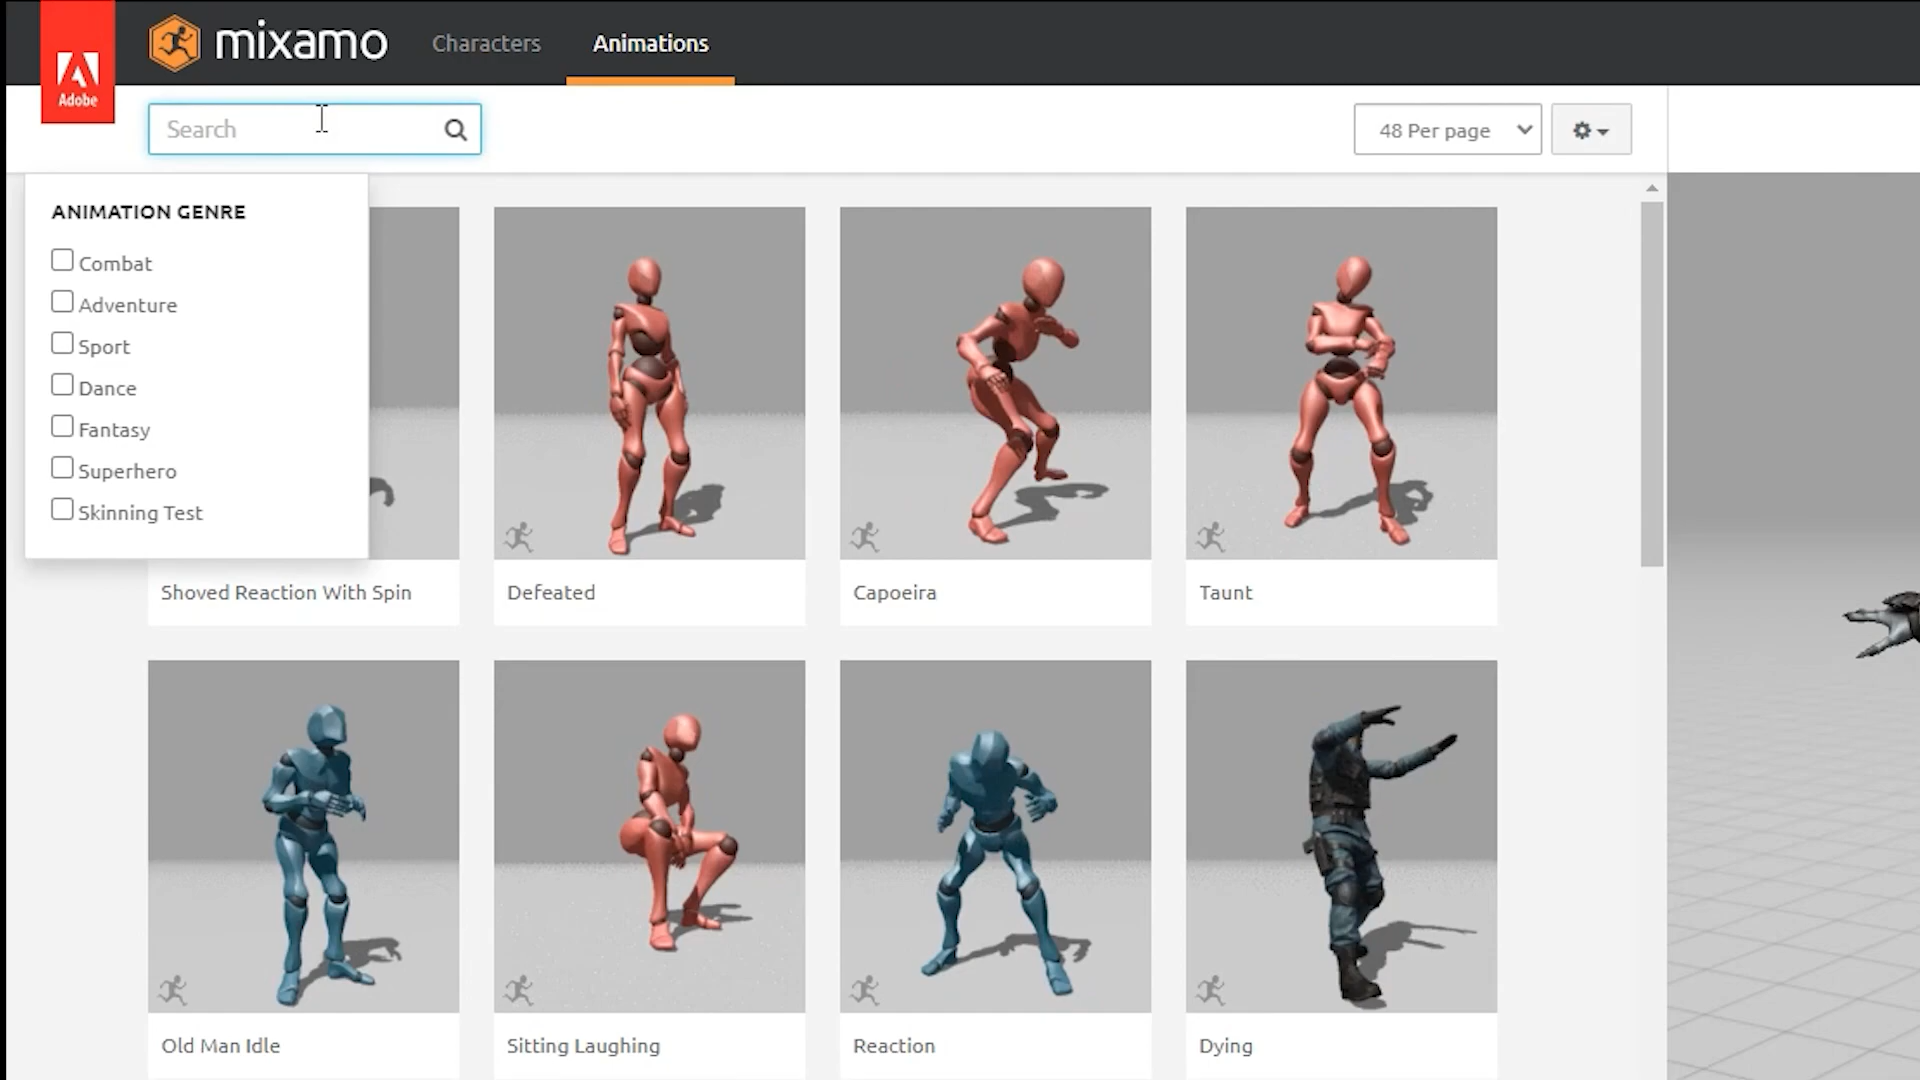 Adobe
mixamo
Characters
Animations
Search
48 Per page
ANIMATION GENRE
Combat
Adventure
Sport
Dance
Fantasy
Superhero
Skinning Test
Shoved Reaction With Spin
Defeated
Capoeira
Taunt
Old Man Idle
Sitting Laughing
Reaction
Dying